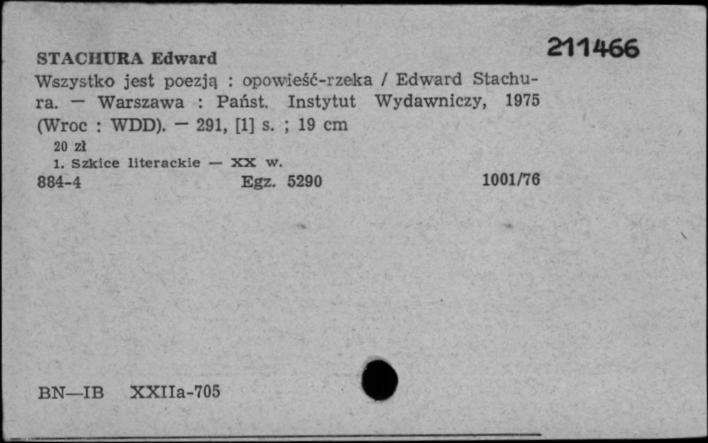 211466
STACHURA Edward
Wszystko jest poezją : opowieść-rzeka / Edward Stachu-
ra. — Warszawa : Państ. Instytut Wydawniczy, 1975
(Wroc : WDD). — 291, [1] s. ; 19 cm
20 zł
1. Szkice literackie — XX w.
884-4 Egz. 5290 1001/76
BN—IB XXIIa-705